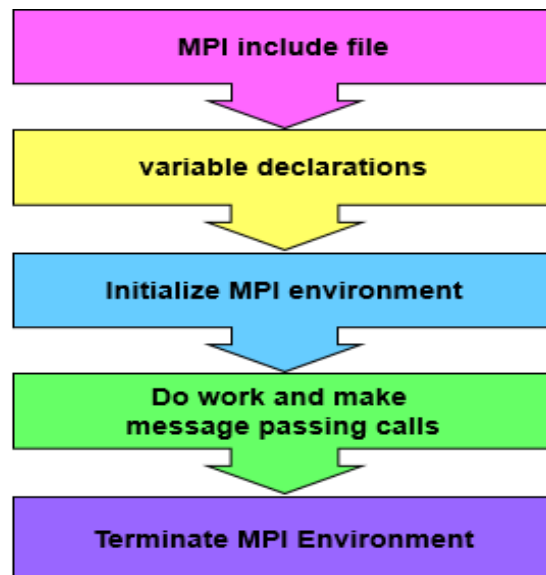 MPI include file
variable declarations
Initialize MPI environment
Do work and make
message passing calls
Terminate MPI Environment